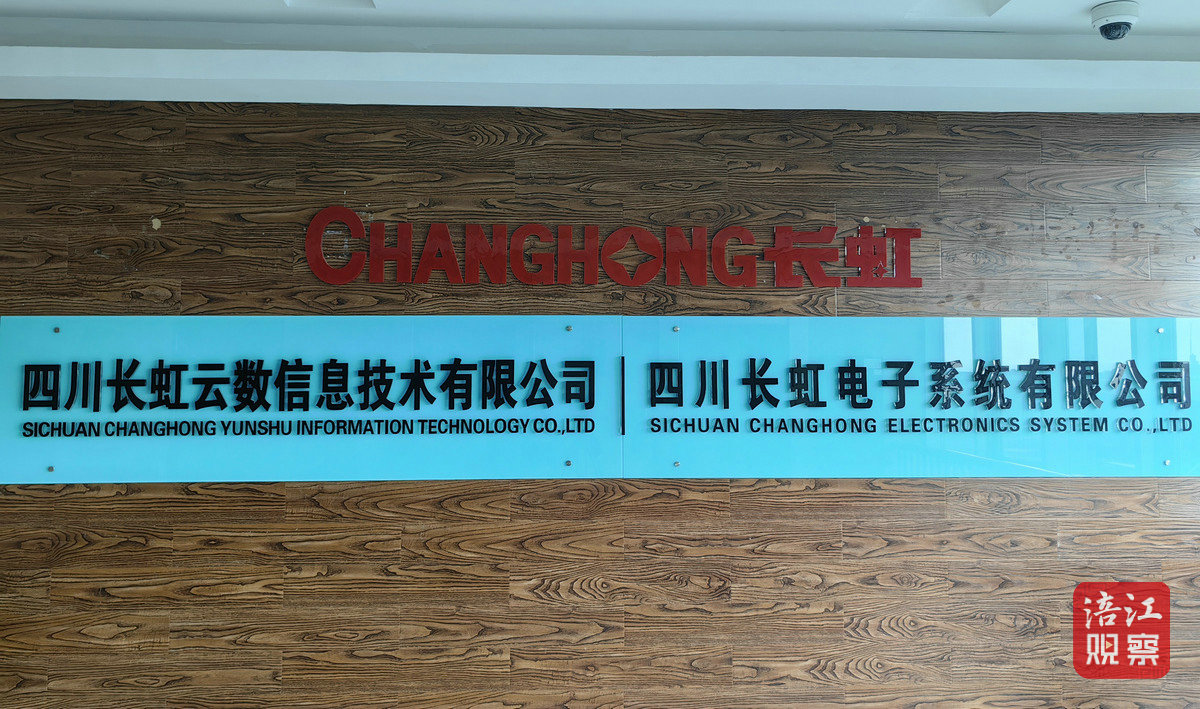 CHANGHONG长虹
四川长虹云数信息技术有限公司
SICHUAN CHANGHONG YUNSHU INFORMATION TECHNOLOGY CO.,LTD
四川长虹电子系统有限公司
SICHUAN CHANGHONG ELECTRONICS SYSTEM CO.,LTD
涪江
观察